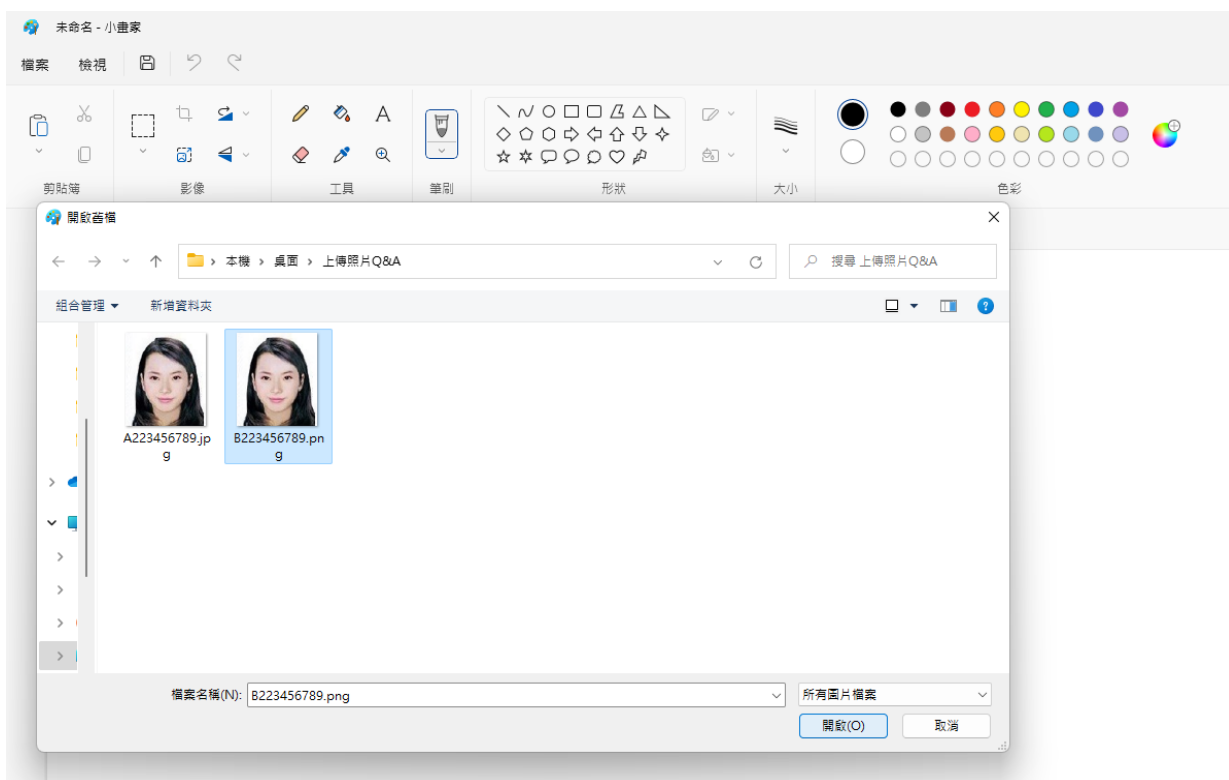 未命名 - 小畫家
檔案 檢視
A
剪貼簿 影像 工具 筆刷 形狀 大小 色彩
開啟舊檔
本機 › 桌面 › 上傳照片Q&A
搜尋 上傳照片Q&A
組合管理 新增資料夾
A223456789.jp
g
B223456789.pn
g
檔案名稱(N): B223456789.png 所有圖片檔案
開啟(O) 取消